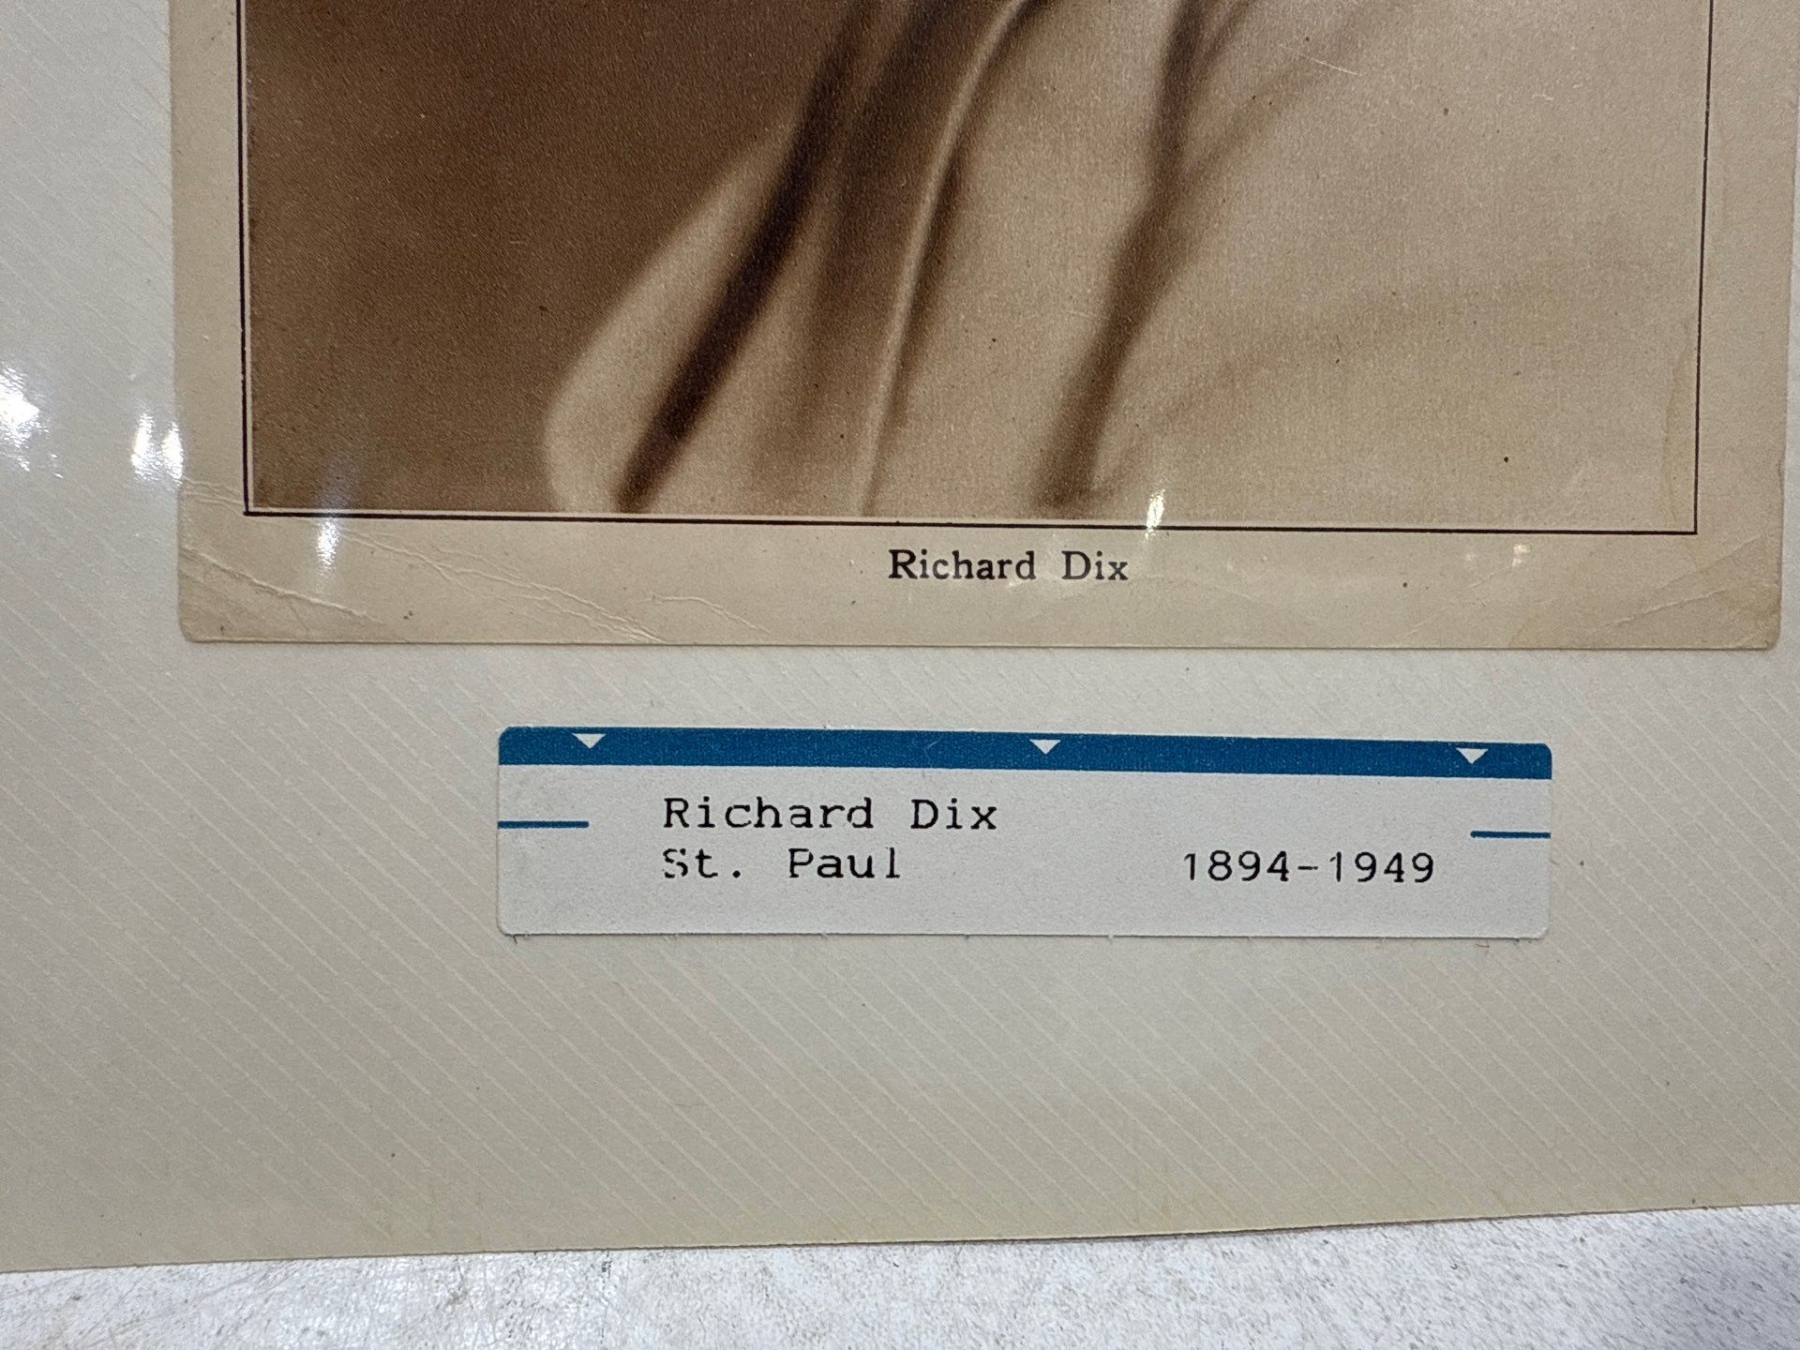 Richard Dix
Richard Dix
St. Paul 1894-1949